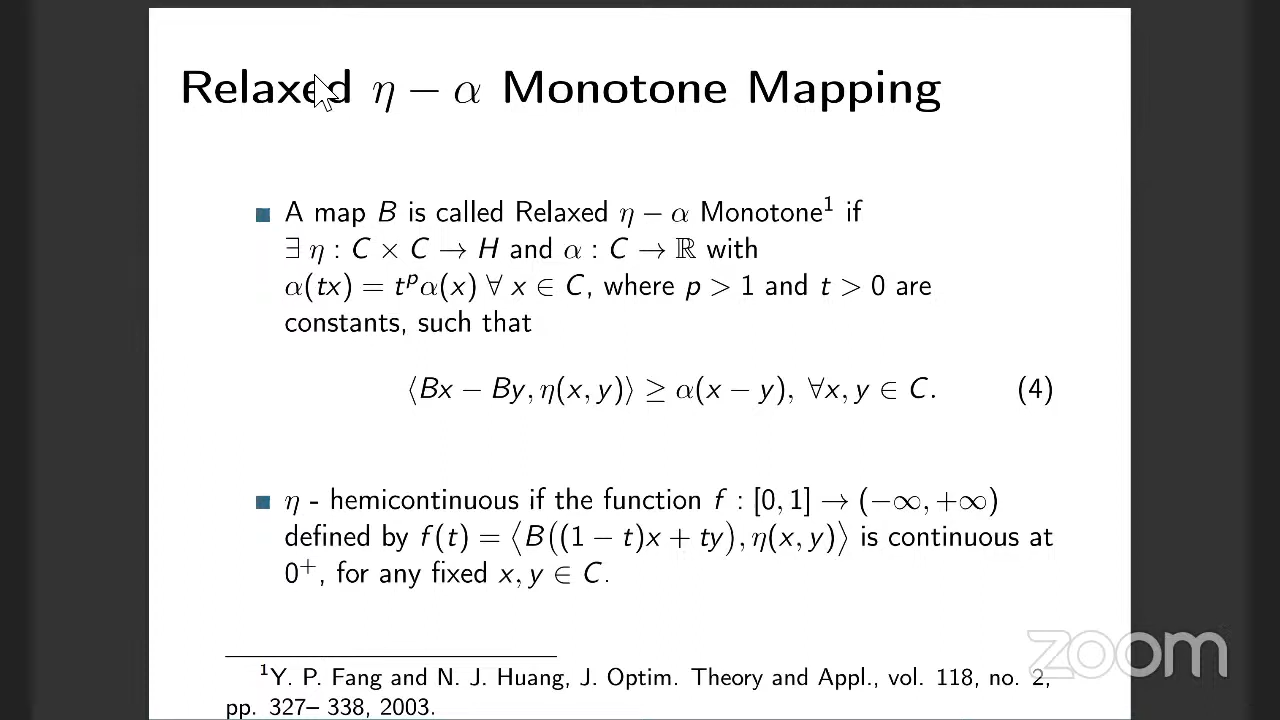 Relaxed η − α Monotone Mapping
A map B is called Relaxed η − α Monotone¹ if
∃ η : C × C → H and α : C → ℝ with
α(tx) = tᵖα(x) ∀ x ∈ C, where p > 1 and t > 0 are
constants, such that
⟨Bx − By, η(x, y)⟩ ≥ α(x − y), ∀x, y ∈ C. (4)
η - hemicontinuous if the function f : [0, 1] → (−∞, +∞)
defined by f(t) = ⟨B((1 − t)x + ty), η(x, y)⟩ is continuous at
0⁺, for any fixed x, y ∈ C.
¹Y. P. Fang and N. J. Huang, J. Optim. Theory and Appl., vol. 118, no. 2,
pp. 327– 338, 2003.
zoom